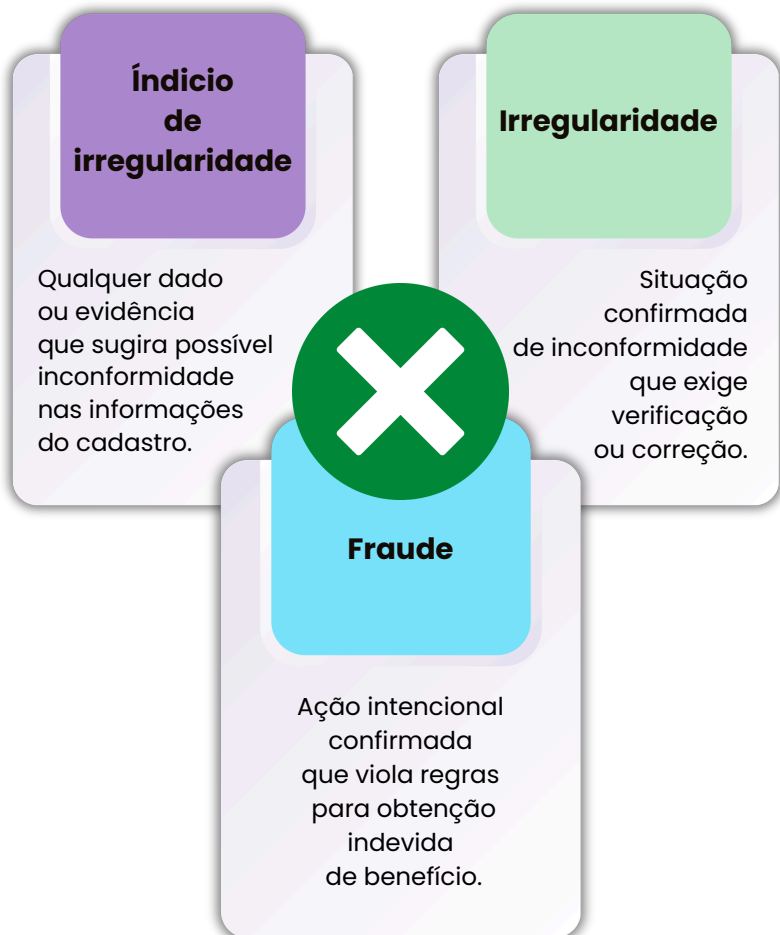 Índicio
de
irregularidade
Qualquer dado
ou evidência
que sugira possível
inconformidade
nas informações
do cadastro.
Irregularidade
Situação
confirmada
de inconformidade
que exige
verificação
ou correção.
Fraude
Ação intencional
confirmada
que viola regras
para obtenção
indevida
de benefício.